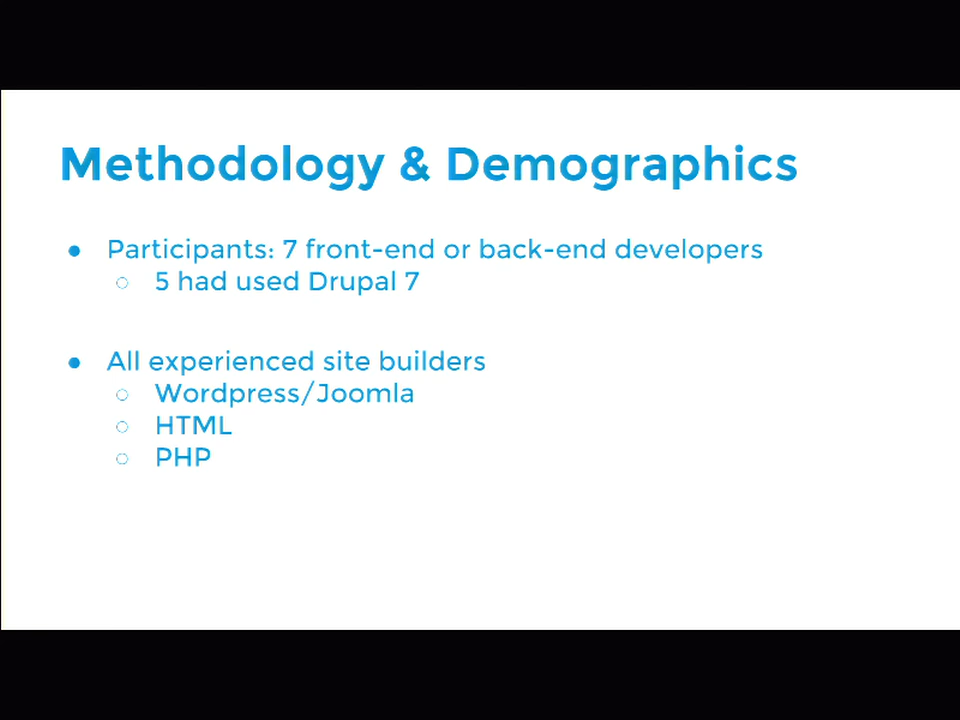 Methodology & Demographics
● Participants: 7 front-end or back-end developers
○ 5 had used Drupal 7
● All experienced site builders
○ Wordpress/Joomla
○ HTML
○ PHP